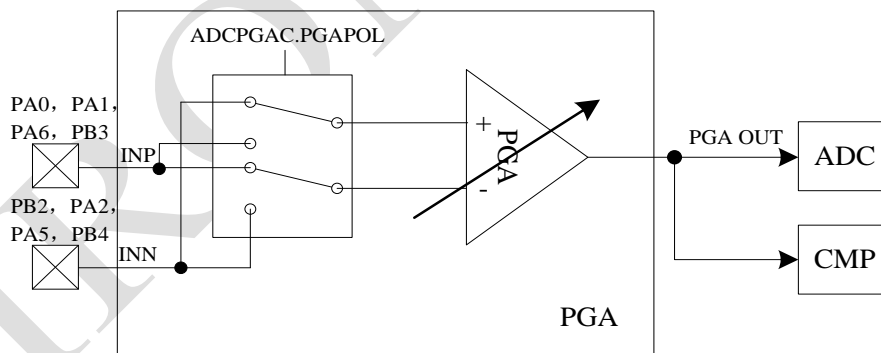 ADCPGAC.PGAPOL
PA0，PA1，
PA6，PB3
INP
PB2，PA2，
PA5，PB4
INN
+
PGA
-
PGA OUT
ADC
CMP
PGA